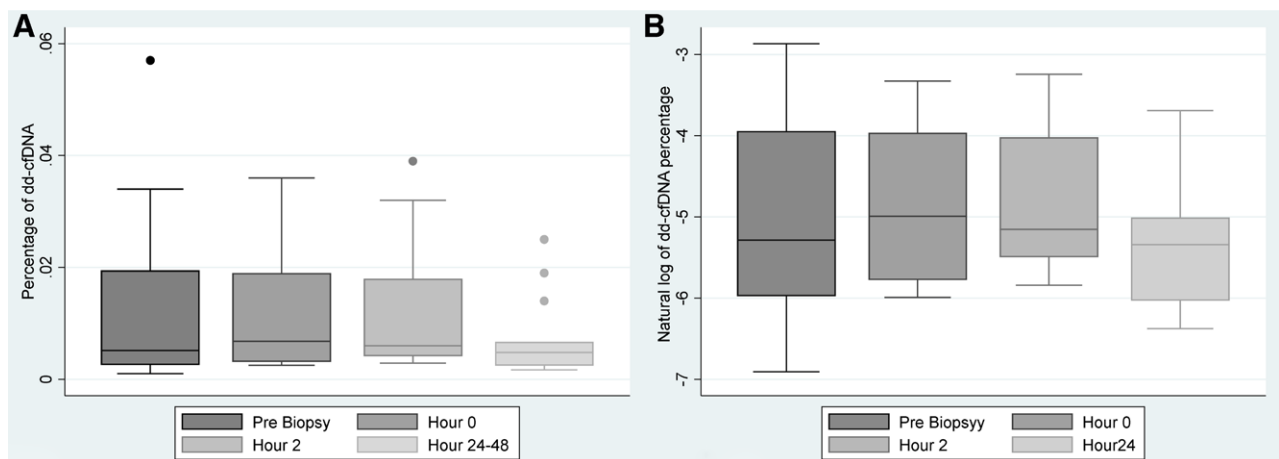 A
B
Percentage of dd-cfDNA
.06
.04
.02
0
Natural log of dd-cfDNA percentage
-3
-4
-5
-6
-7
Pre Biopsy
Hour 0
Hour 2
Hour 24-48
Pre Biopsyy
Hour 0
Hour 2
Hour24